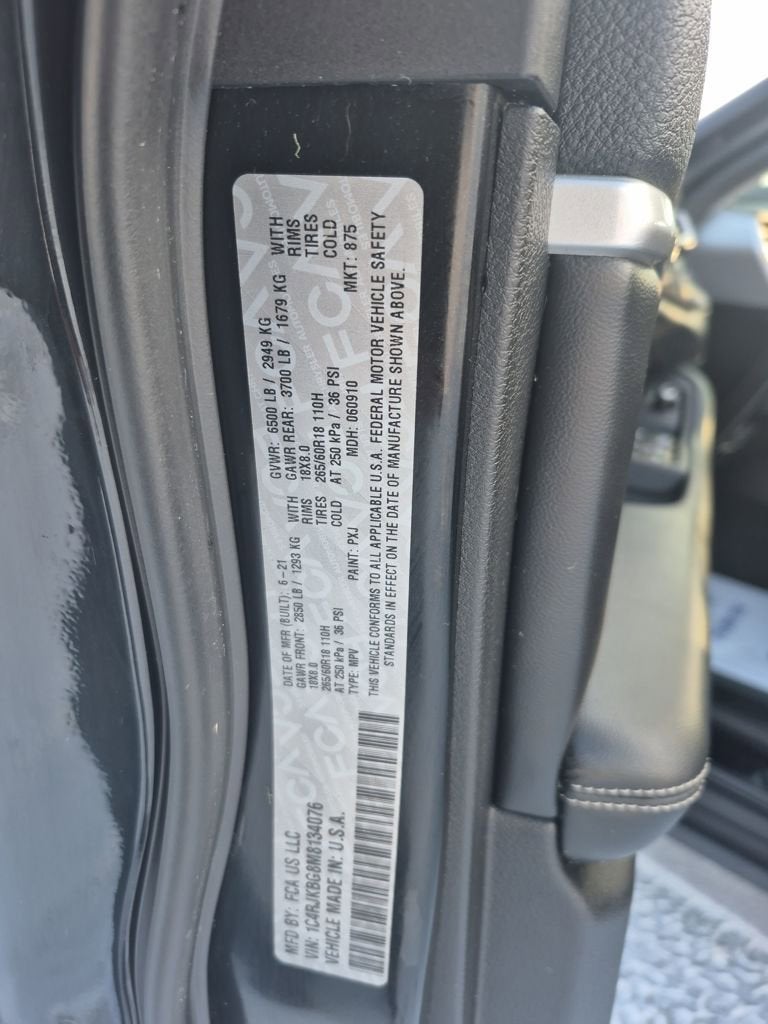 MFD BY: FCA US LLC
DATE OF MFR (BUILT): 6-21
GVWR: 6500 LB / 2949 KG
VIN: 1C4RJKBG8M8134076
GAWR FRONT: 2850 LB / 1293 KG WITH
GAWR REAR: 3700 LB / 1679 KG WITH
VEHICLE MADE IN: U.S.A.
18X8.0 RIMS
18X8.0 RIMS
265/60R18 110H TIRES
265/60R18 110H TIRES
AT 250 kPa / 36 PSI COLD
AT 250 kPa / 36 PSI COLD
TYPE: MPV PAINT: PXJ MDH: 060910 MKT: 875
THIS VEHICLE CONFORMS TO ALL APPLICABLE U.S.A. FEDERAL MOTOR VEHICLE SAFETY
STANDARDS IN EFFECT ON THE DATE OF MANUFACTURE SHOWN ABOVE.
FCA
FCA
FCA